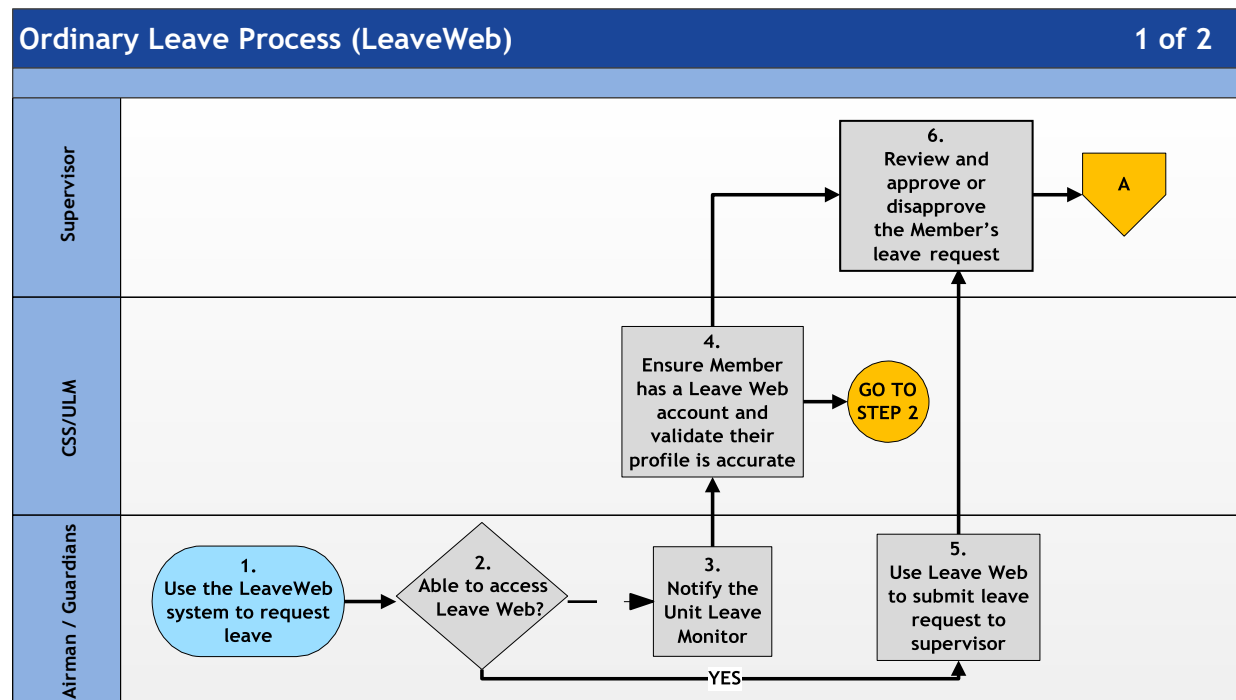 Ordinary Leave Process (LeaveWeb)
1 of 2
Supervisor
6.
Review and
approve or
disapprove
the Member’s
leave request
A
CSS/ULM
4.
Ensure Member
has a Leave Web
account and
validate their
profile is accurate
GO TO
STEP 2
Airman / Guardians
1.
Use the LeaveWeb
system to request
leave
2.
Able to access
Leave Web?
3.
Notify the
Unit Leave
Monitor
5.
Use Leave Web
to submit leave
request to
supervisor
YES